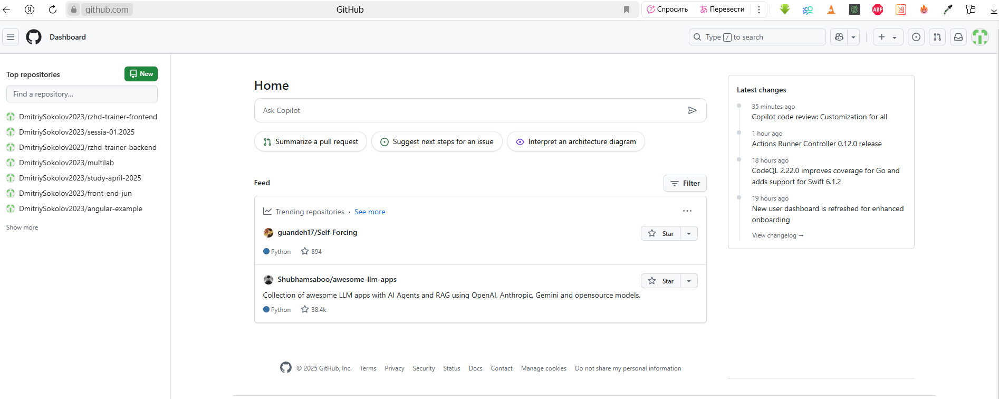 github.com
GitHub
Спросить
Перевести
ABP
Dashboard
Type / to search
Top repositories
New
Find a repository...
DmitriySokolov2023/rzhd-trainer-frontend
DmitriySokolov2023/sessia-01.2025
DmitriySokolov2023/rzhd-trainer-backend
DmitriySokolov2023/multilab
DmitriySokolov2023/study-april-2025
DmitriySokolov2023/front-end-jun
DmitriySokolov2023/angular-example
Show more
Home
Ask Copilot
Summarize a pull request
Suggest next steps for an issue
Interpret an architecture diagram
Feed
Filter
Trending repositories · See more
guandeh17/Self-Forcing
Star
Python
894
Shubhamsaboo/awesome-llm-apps
Star
Collection of awesome LLM apps with AI Agents and RAG using OpenAI, Anthropic, Gemini and opensource models.
Python
38.4k
Latest changes
35 minutes ago
Copilot code review: Customization for all
1 hour ago
Actions Runner Controller 0.12.0 release
18 hours ago
CodeQL 2.22.0 improves coverage for Go and
adds support for Swift 6.1.2
19 hours ago
New user dashboard is refreshed for enhanced
onboarding
View changelog →
© 2025 GitHub, Inc.
Terms
Privacy
Security
Status
Docs
Contact
Manage cookies
Do not share my personal information